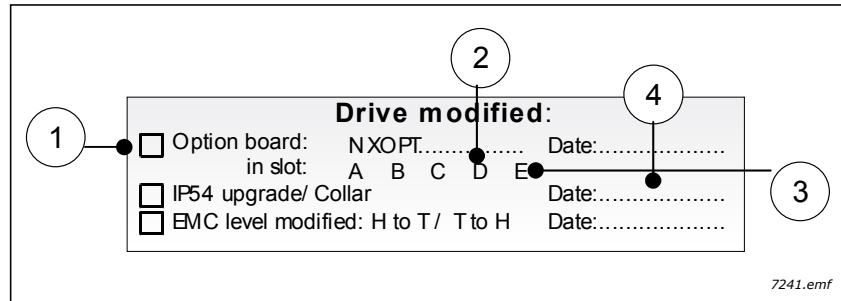 2
4
1
3
Drive modified:
Option board: NXOPT................ Date:...................
in slot: A B C D E
IP54 upgrade/ Collar Date:...................
EMC level modified: H to T / T to H Date:...................
7241.emf